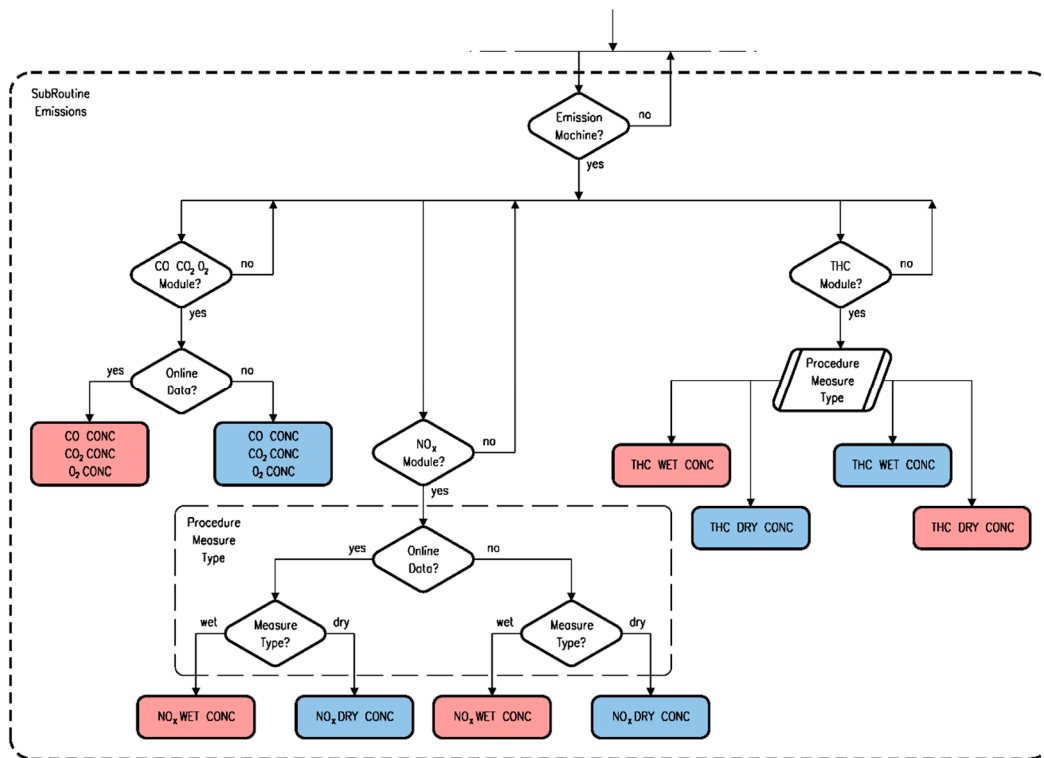 SubRoutine
Emissions
Emission
Machine?
no
yes
CO CO₂ O₂
Module?
no
yes
THC
Module?
no
yes
Online
Data?
yes
no
Procedure
Measure
Type
CO CONC
CO₂ CONC
O₂ CONC
CO CONC
CO₂ CONC
O₂ CONC
NOₓ
Module?
no
yes
THC WET CONC
THC WET CONC
THC DRY CONC
THC DRY CONC
Procedure
Measure
Type
yes
Online
Data?
no
wet
Measure
Type?
dry
wet
Measure
Type?
dry
NOₓ WET CONC
NOₓ DRY CONC
NOₓ WET CONC
NOₓ DRY CONC